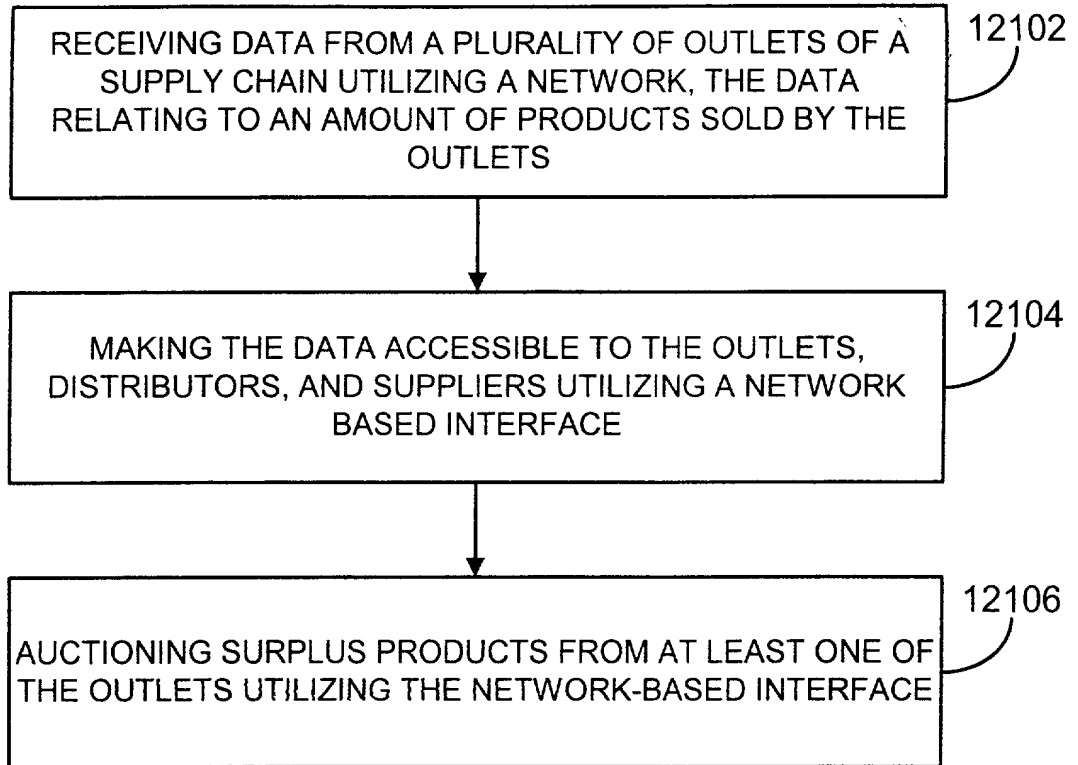 RECEIVING DATA FROM A PLURALITY OF OUTLETS OF A
SUPPLY CHAIN UTILIZING A NETWORK, THE DATA
RELATING TO AN AMOUNT OF PRODUCTS SOLD BY THE
OUTLETS
12102
MAKING THE DATA ACCESSIBLE TO THE OUTLETS,
DISTRIBUTORS, AND SUPPLIERS UTILIZING A NETWORK
BASED INTERFACE
12104
AUCTIONING SURPLUS PRODUCTS FROM AT LEAST ONE OF
THE OUTLETS UTILIZING THE NETWORK-BASED INTERFACE
12106